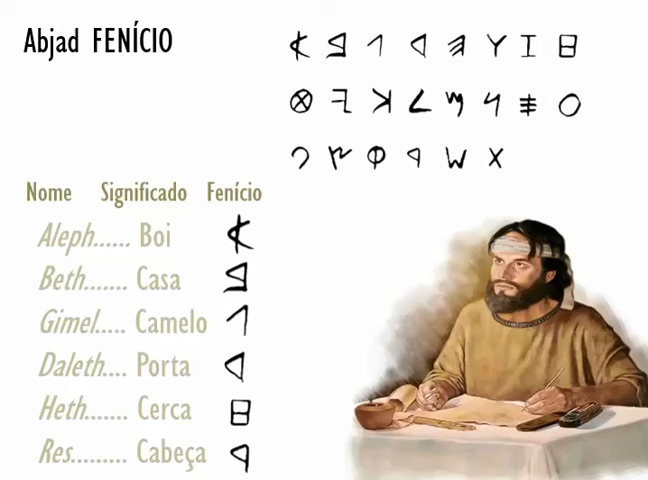 Abjad FENÍCIO
𐤀 𐤁 𐤂 𐤃 𐤄 𐤅 𐤆 𐤇
𐤈 𐤉 𐤊 𐤋 𐤌 𐤍 𐤎 𐤏
𐤐 𐤑 𐤒 𐤓 𐤔 𐤕
Nome Significado Fenício
Aleph...... Boi 𐤀
Beth....... Casa 𐤁
Gimel..... Camelo 𐤂
Daleth.... Porta 𐤃
Heth....... Cerca 𐤇
Res......... Cabeça 𐤓